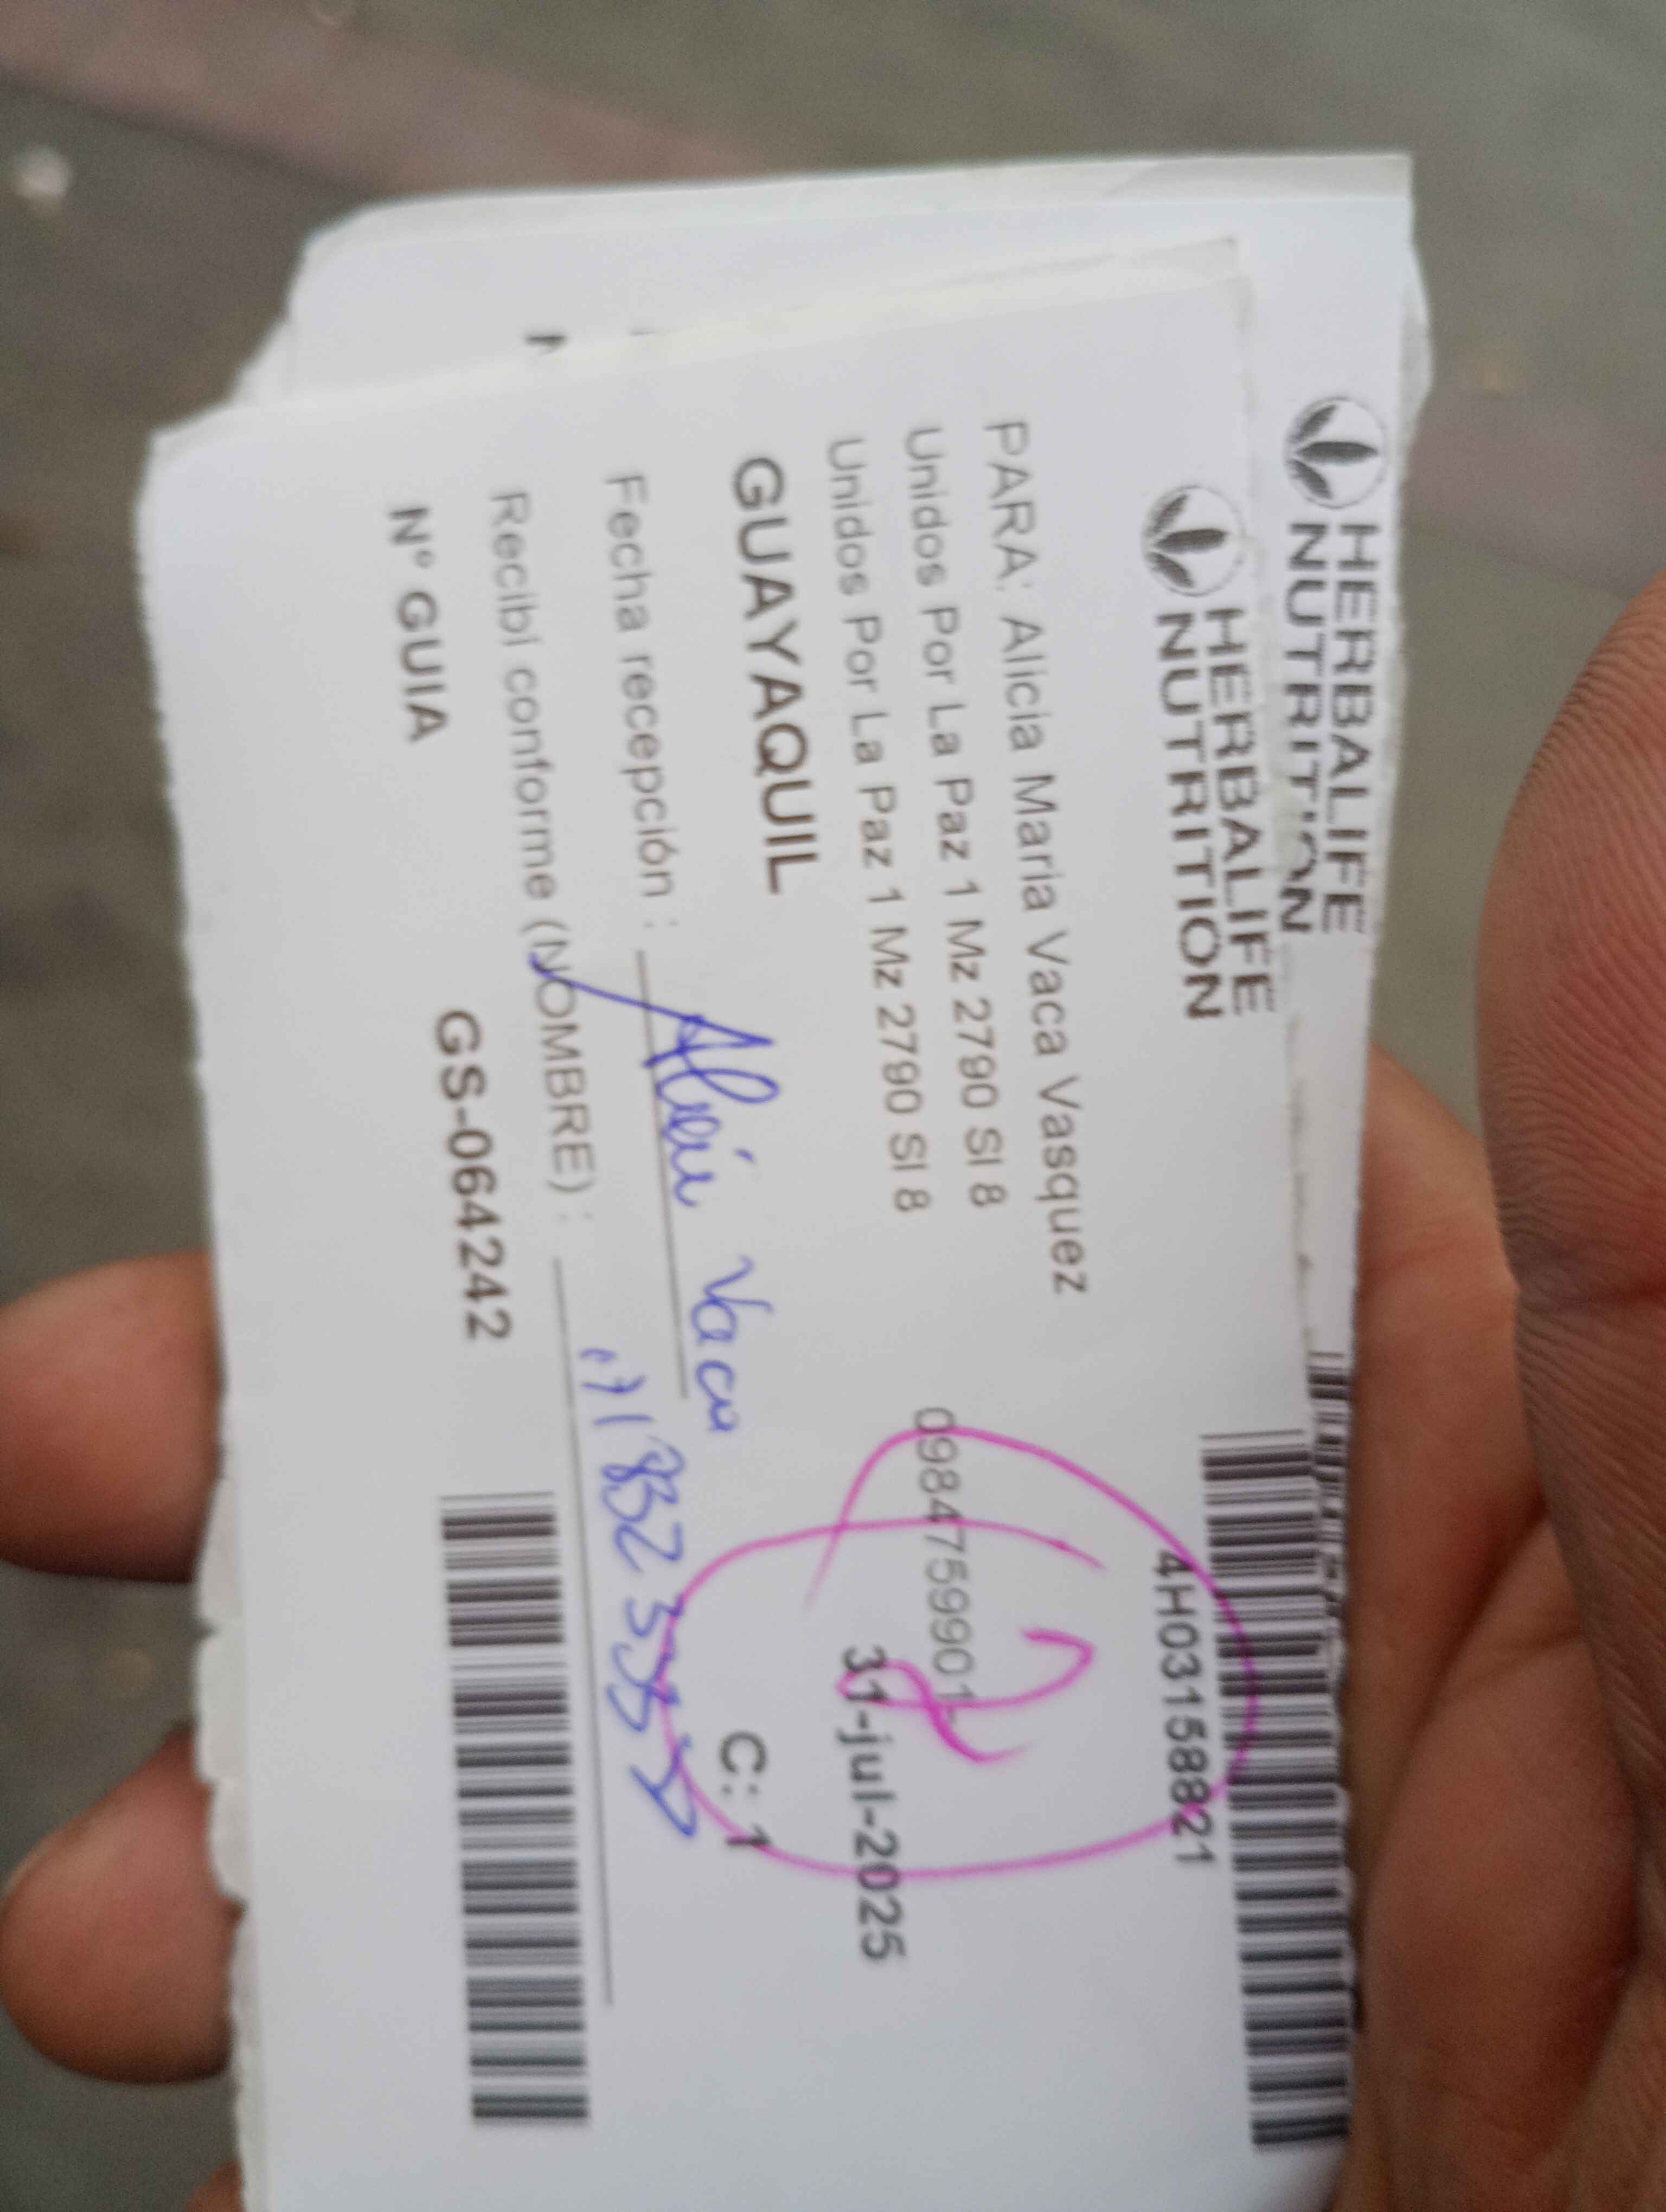 HERBALIFE
NUTRITION
HERBALIFE
NUTRITION
4H03158821
PARA: Alicia Maria Vaca Vasquez
Unidos Por La Paz 1 Mz 2790 Sl 8
0984759901-
Unidos Por La Paz 1 Mz 2790 Sl 8
31-jul-2025
GUAYAQUIL
C: 1
Fecha recepción :
Vaca
Recibí conforme (NOMBRE) :
Nº GUIA
GS-064242